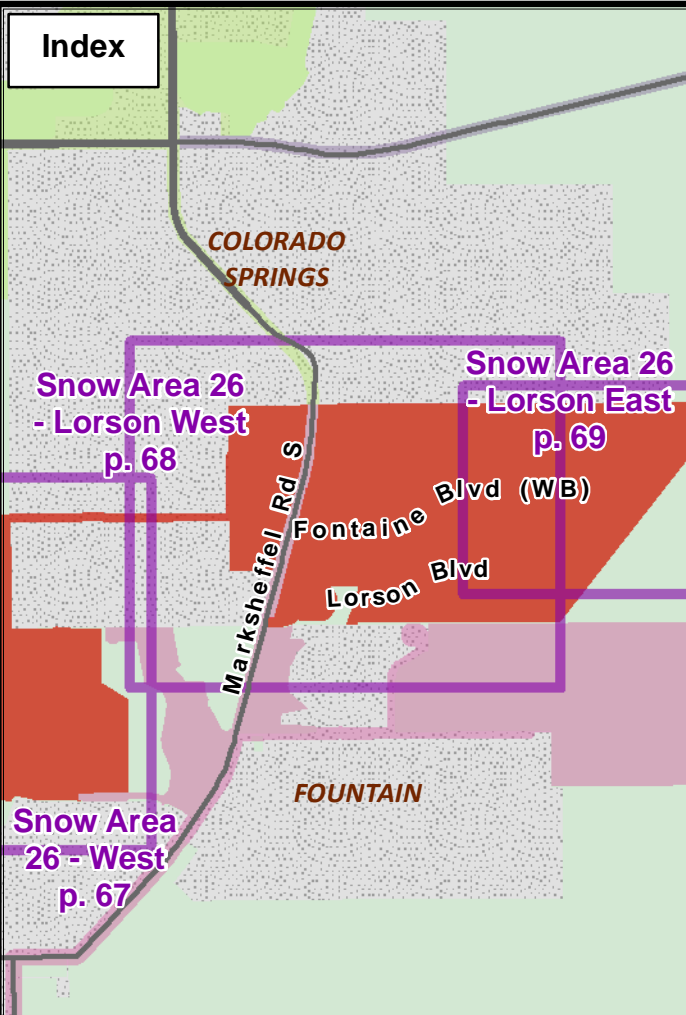 Index
COLORADO
SPRINGS
Snow Area 26
- Lorson West
p. 68
Snow Area 26
- Lorson East
p. 69
Marksheffel Rd S
Fontaine Blvd (WB)
Lorson Blvd
FOUNTAIN
Snow Area
26 - West
p. 67